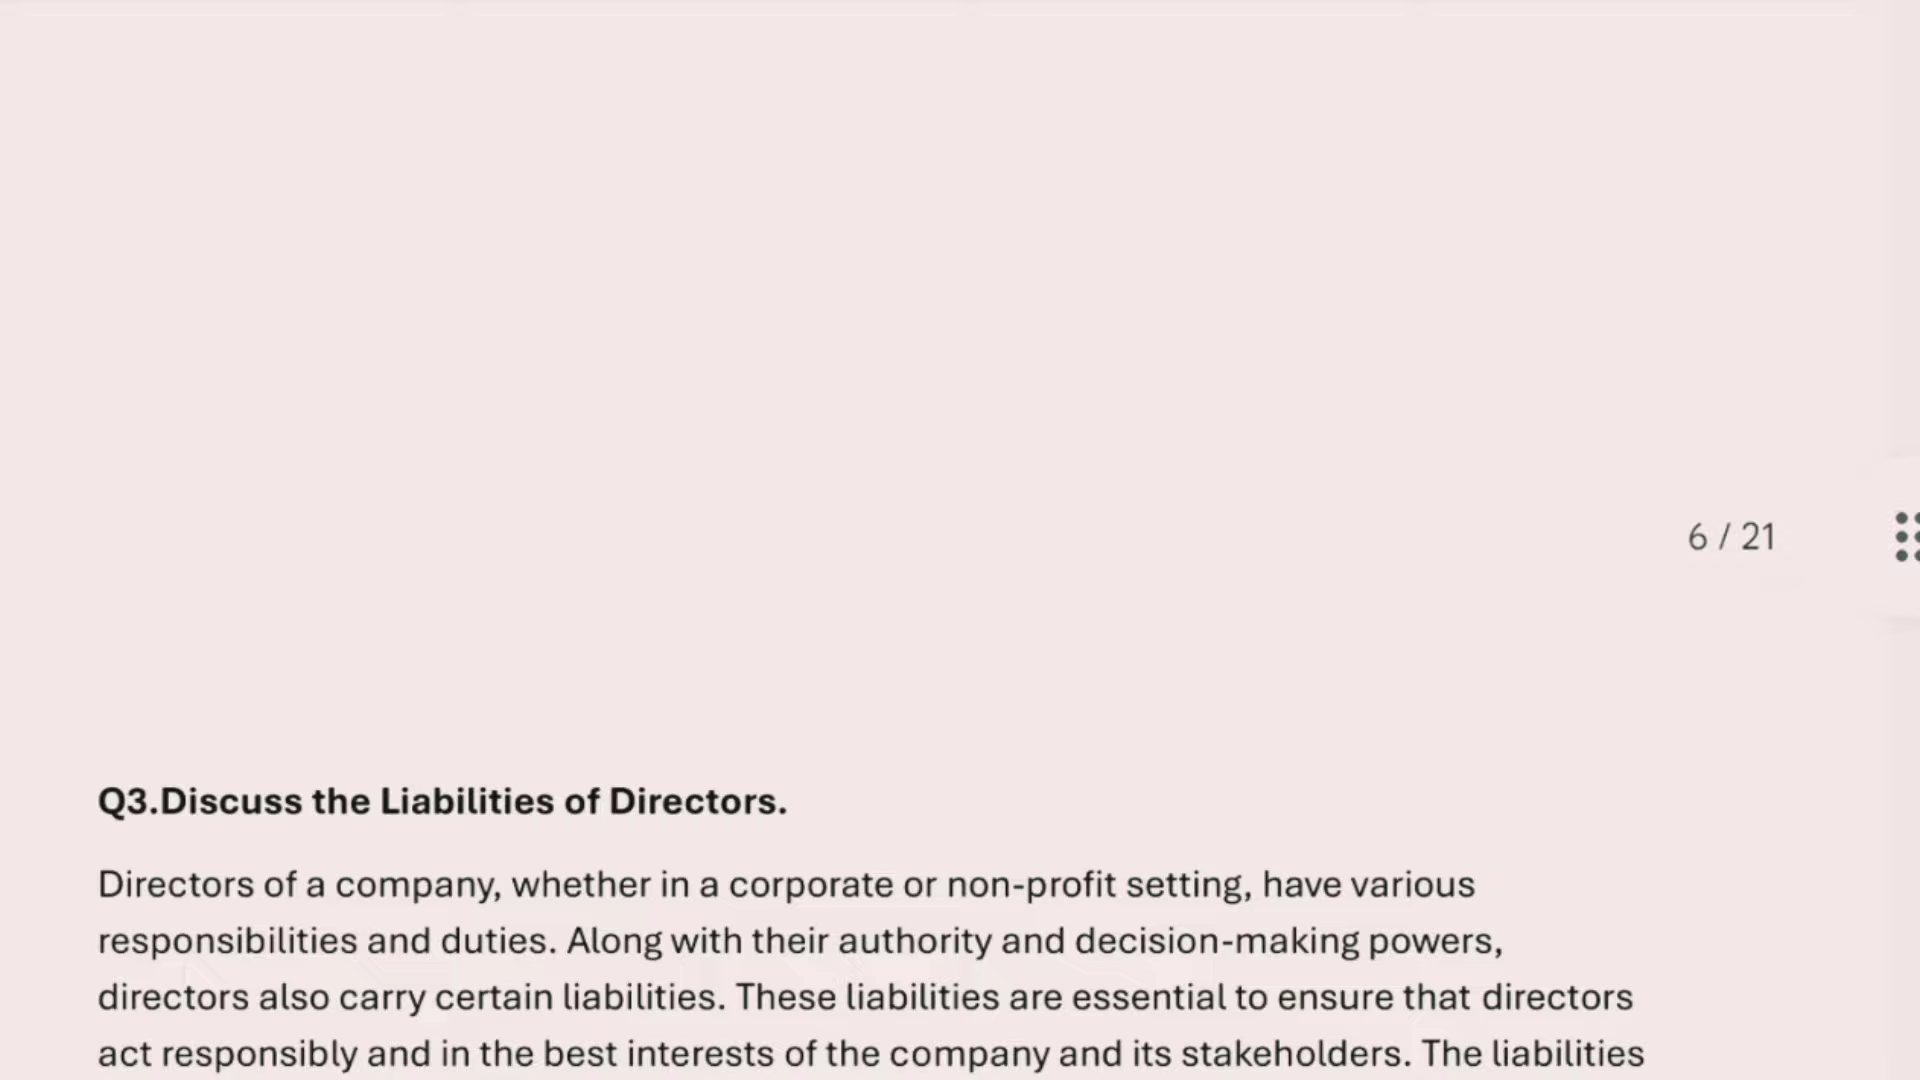 6 / 21
Q3.Discuss the Liabilities of Directors.
Directors of a company, whether in a corporate or non-profit setting, have various
responsibilities and duties. Along with their authority and decision-making powers,
directors also carry certain liabilities. These liabilities are essential to ensure that directors
act responsibly and in the best interests of the company and its stakeholders. The liabilities